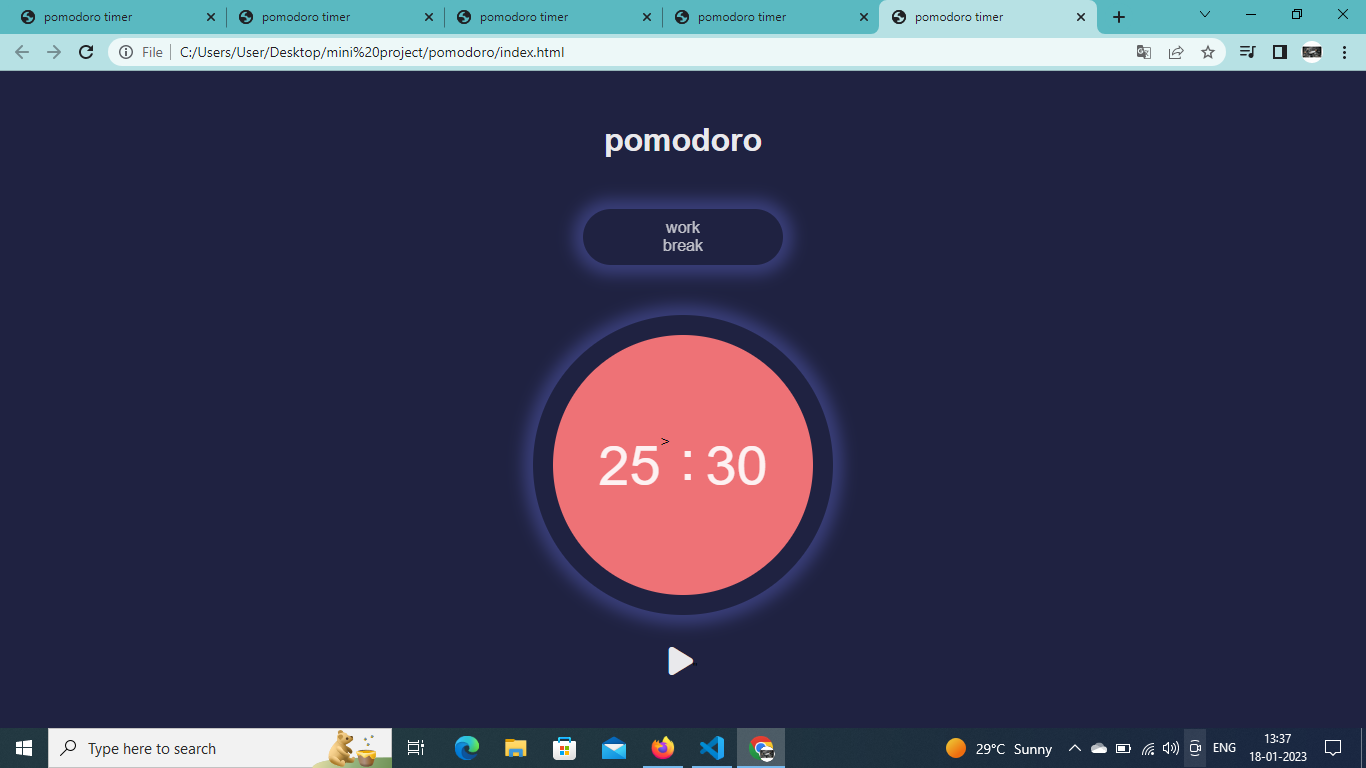 pomodoro timer
pomodoro timer
pomodoro timer
pomodoro timer
pomodoro timer
File
C:/Users/User/Desktop/mini%20project/pomodoro/index.html
pomodoro
work
break
25 > : 30
Type here to search
29°C Sunny
ENG
13:37
18-01-2023